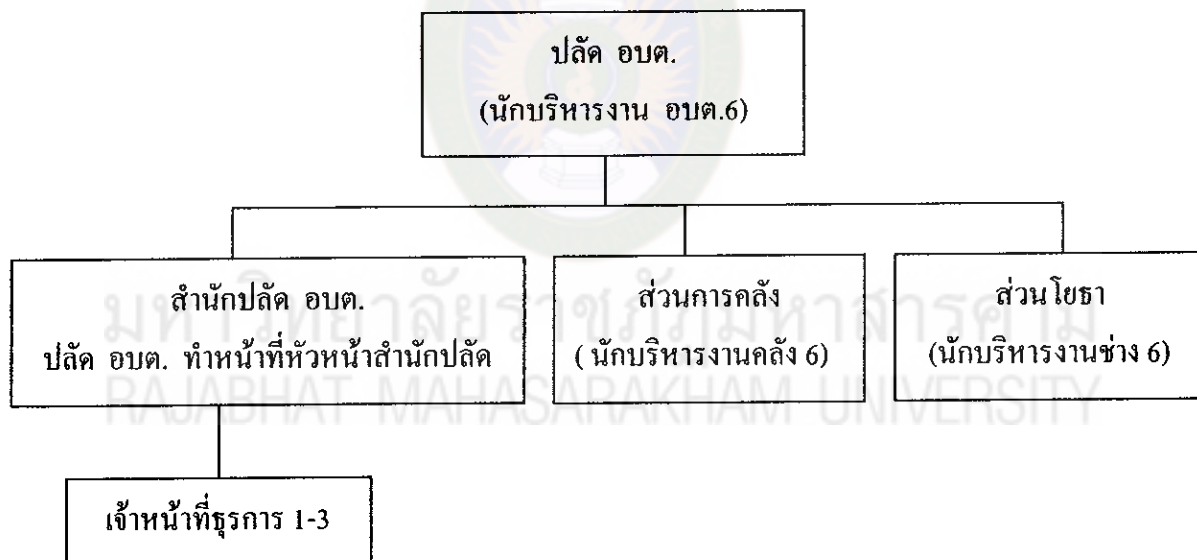 ปลัด อบต.
(นักบริหารงาน อบต.6)
สำนักปลัด อบต.
ปลัด อบต. ทำหน้าที่หัวหน้าสำนักปลัด
ส่วนการคลัง
( นักบริหารงานคลัง 6)
ส่วนโยธา
(นักบริหารงานช่าง 6)
มหาวิทยาลัยราชภัฏมหาสารคาม
RAJABHAT MAHASARAKHAM UNIVERSITY
เจ้าหน้าที่ธุรการ 1-3